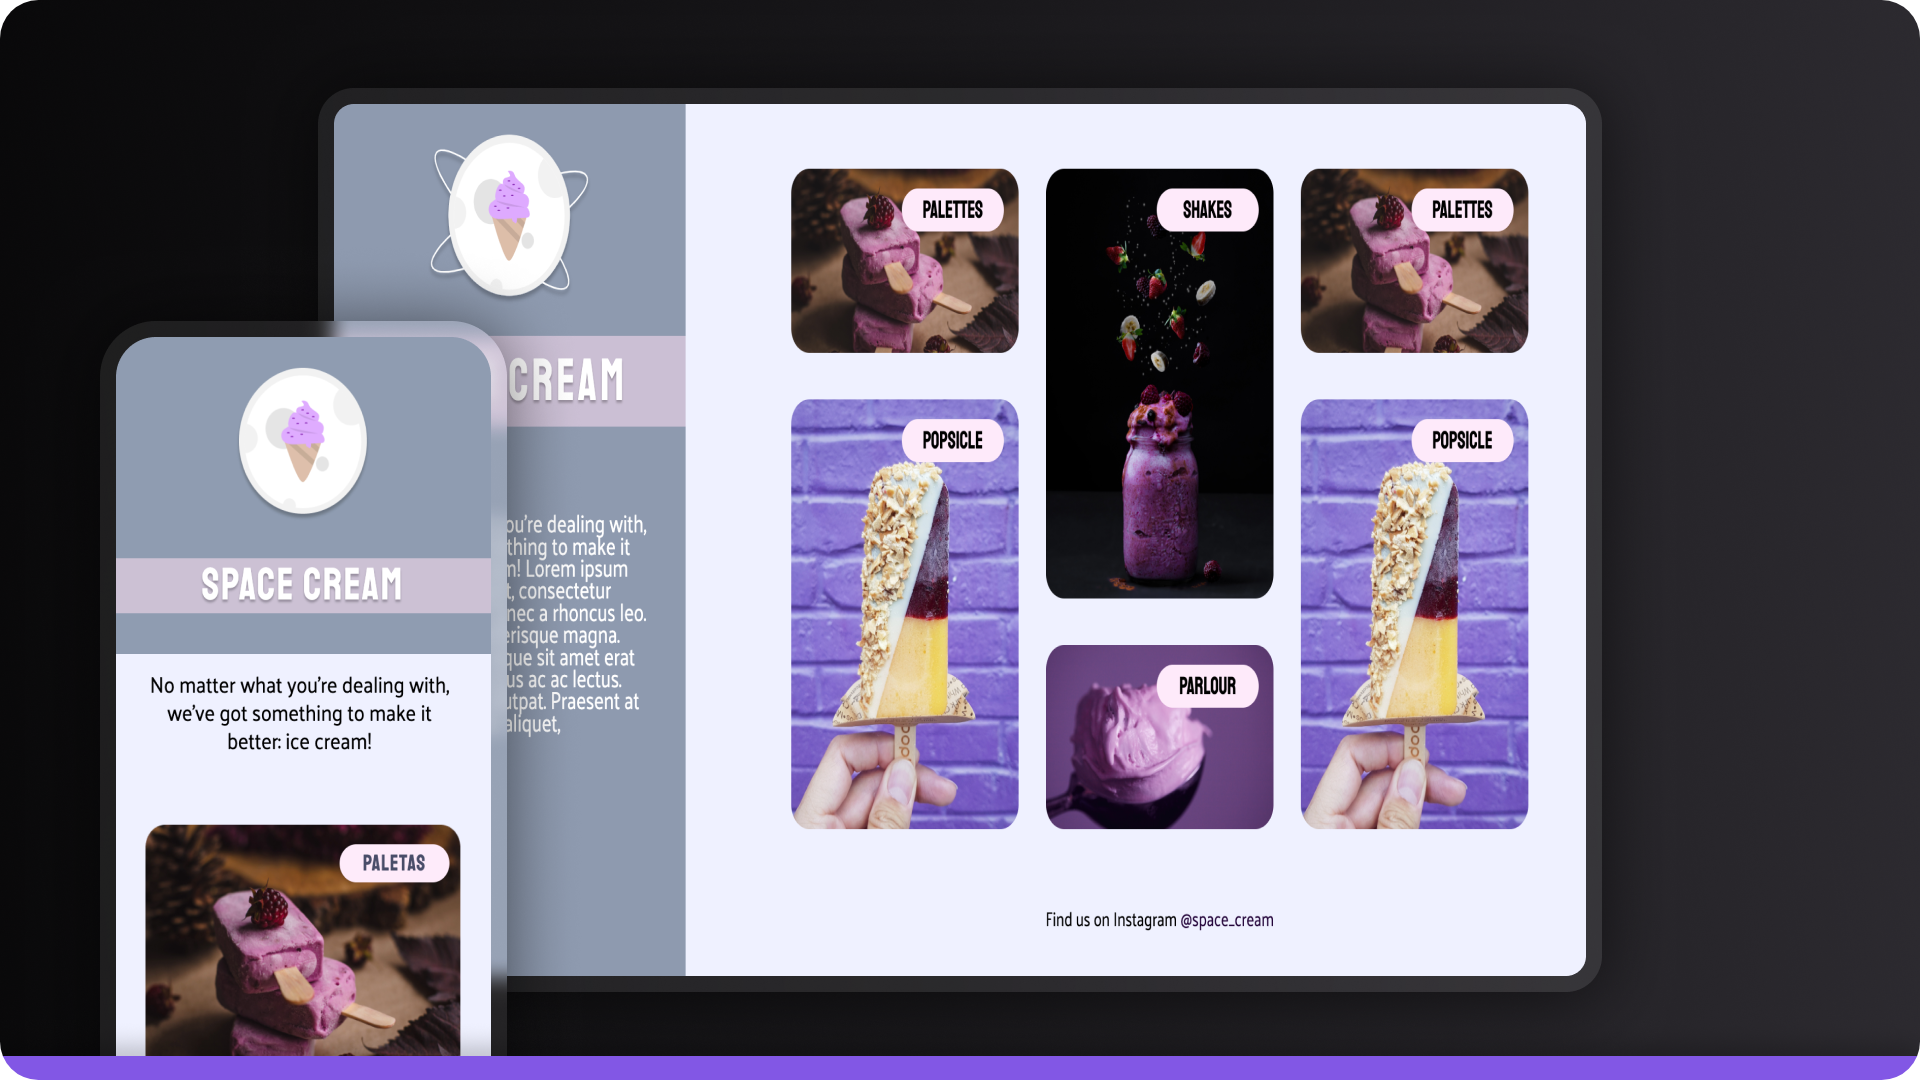 CREAM
ou're dealing with,
thing to make it
! Lorem ipsum
, consectetur
nec a rhoncus leo.
erisque magna.
que sit amet erat
us ac ac lectus.
utpat. Praesent at
aliquet,
PALETTES
SHAKES
PALETTES
POPSICLE
POPSICLE
PARLOUR
Find us on Instagram @space_cream
SPACE CREAM
No matter what you're dealing with,
we've got something to make it
better: ice cream!
PALETAS